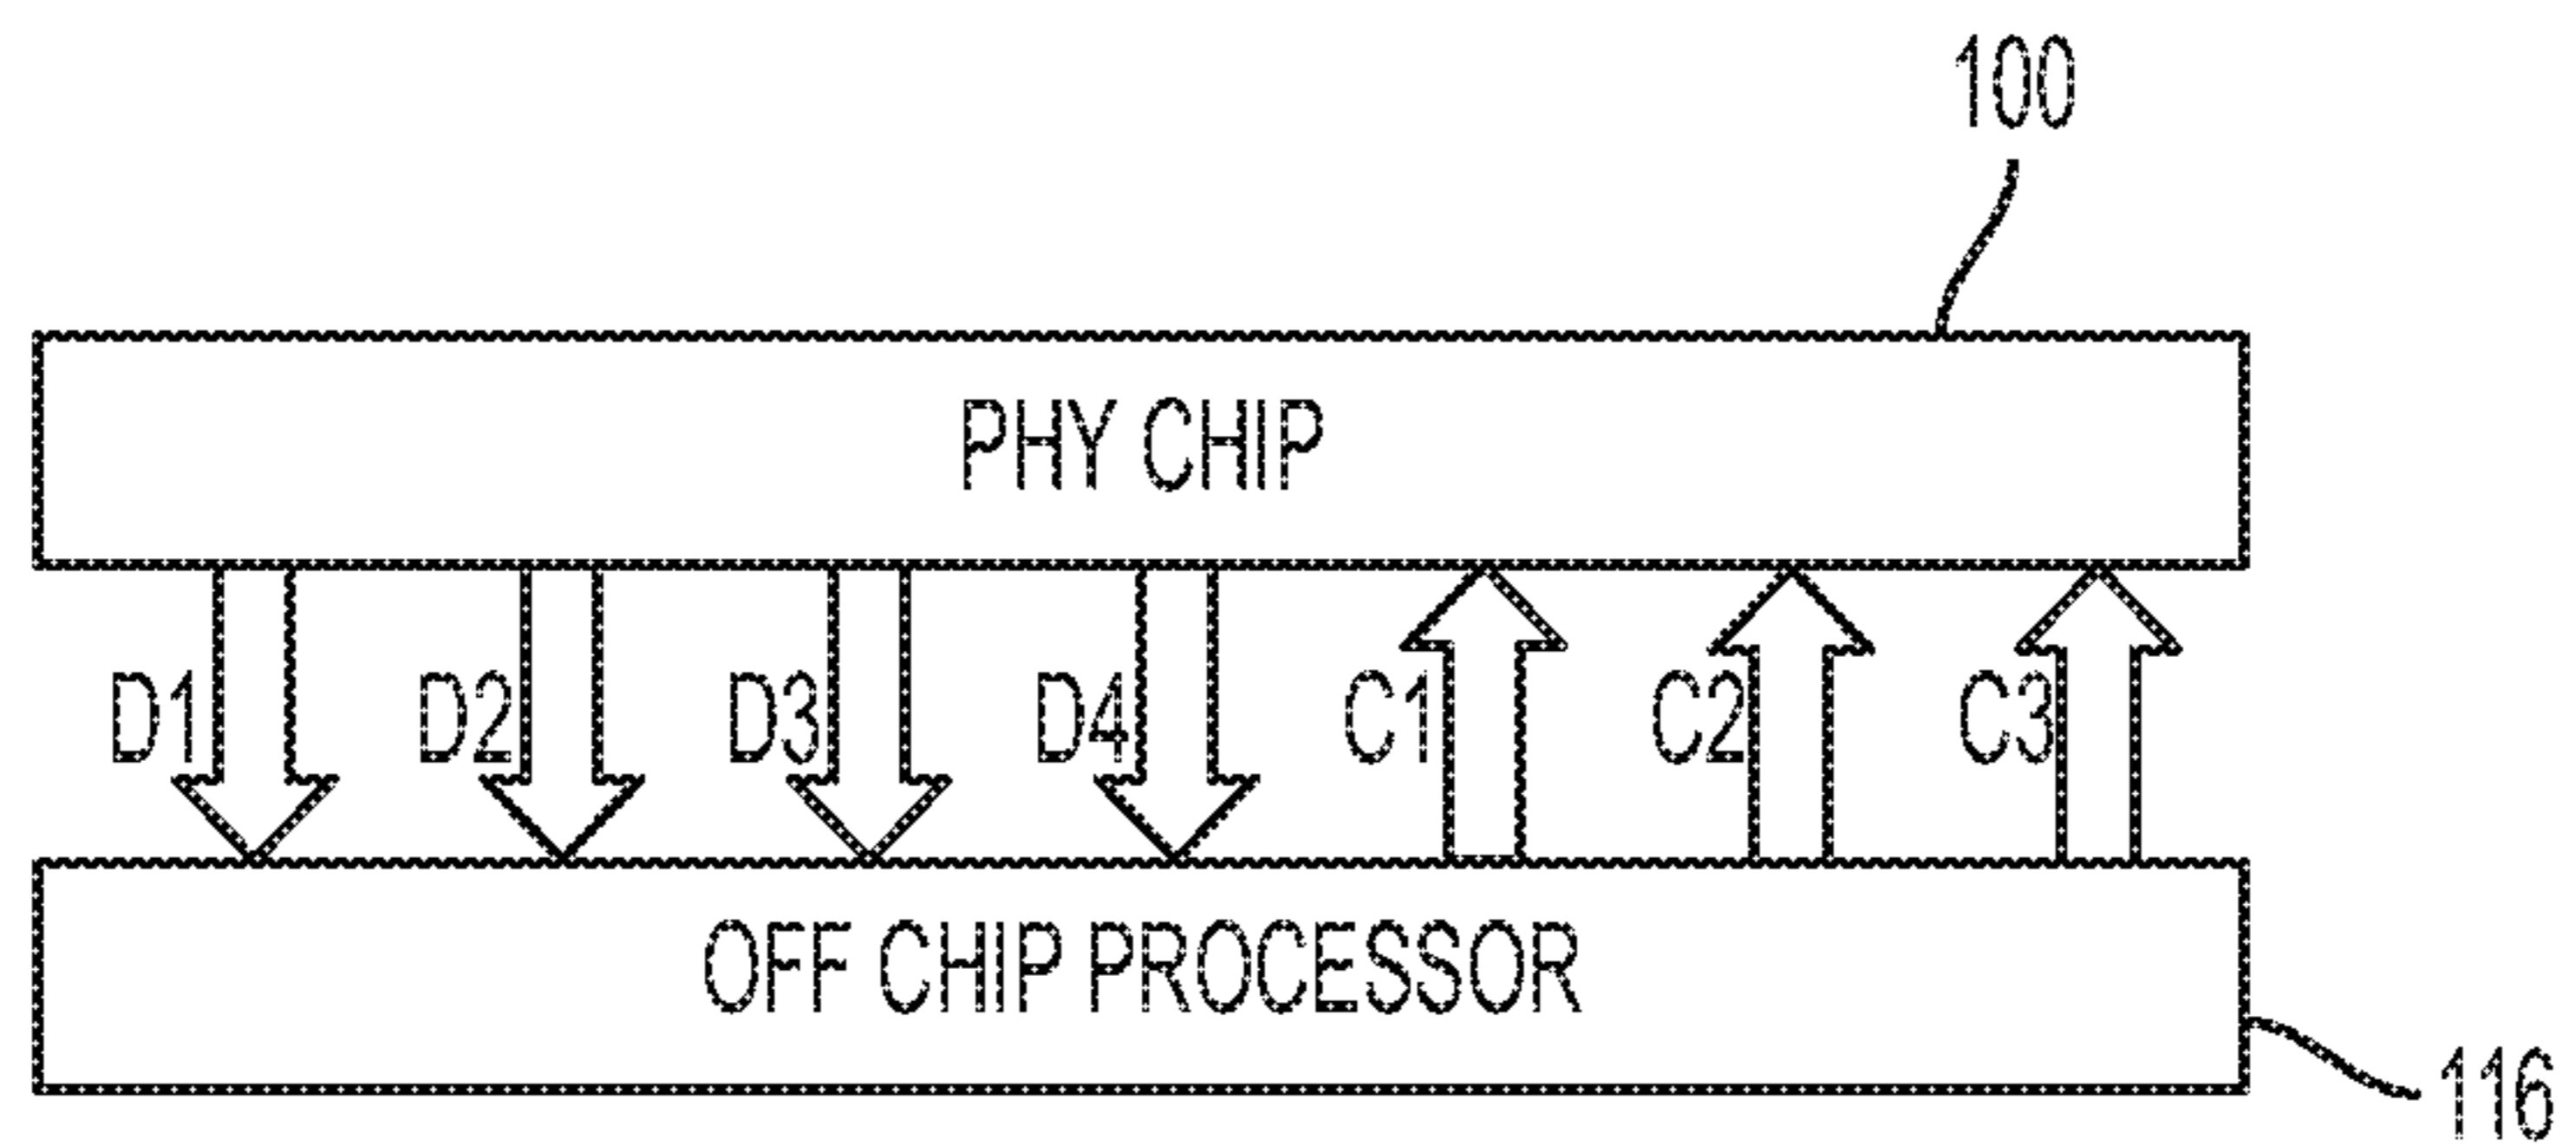 100
PHY CHIP
D1 D2 D3 D4 C1 C2 C3
OFF CHIP PROCESSOR
116